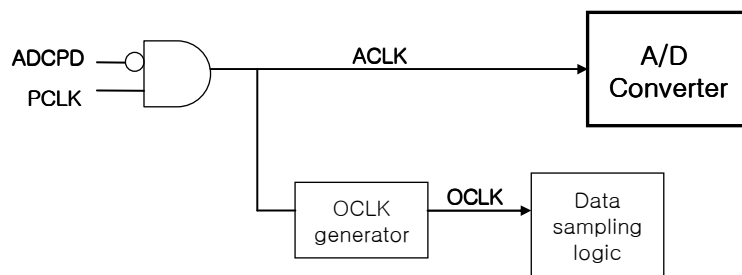 ADCPD
PCLK
ACLK
A/D
Converter
OCLK
generator
OCLK
Data
sampling
logic